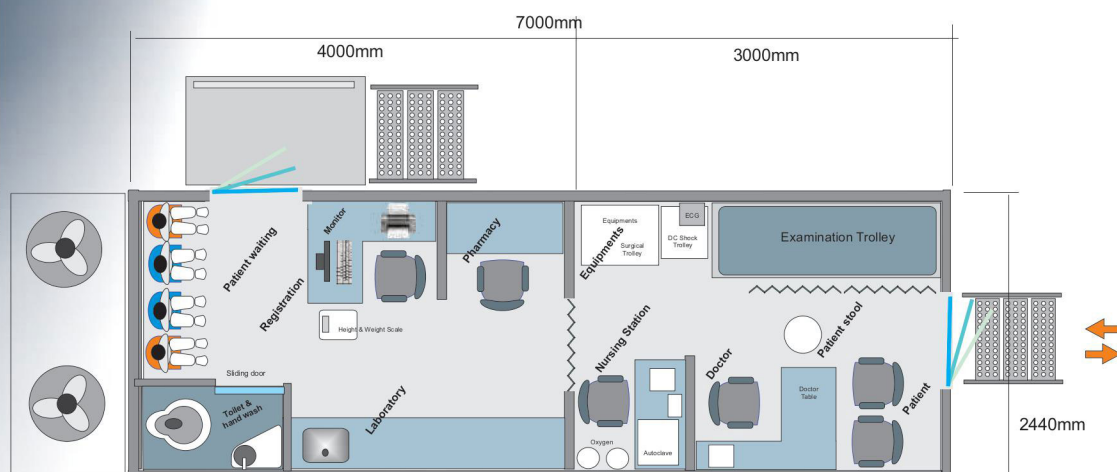 7000mm
4000mm
3000mm
Patient waiting
Registration
Monitor
Pharmacy
Height & Weight Scale
Sliding door
Toilet &
hand wash
Laboratory
Equipments
Surgical
Trolley
Equipments
DC Shock
Trolley
ECG
Examination Trolley
Nursing Station
Oxygen
Autoclave
Doctor
Doctor
Table
Patient stool
Patient
2440mm